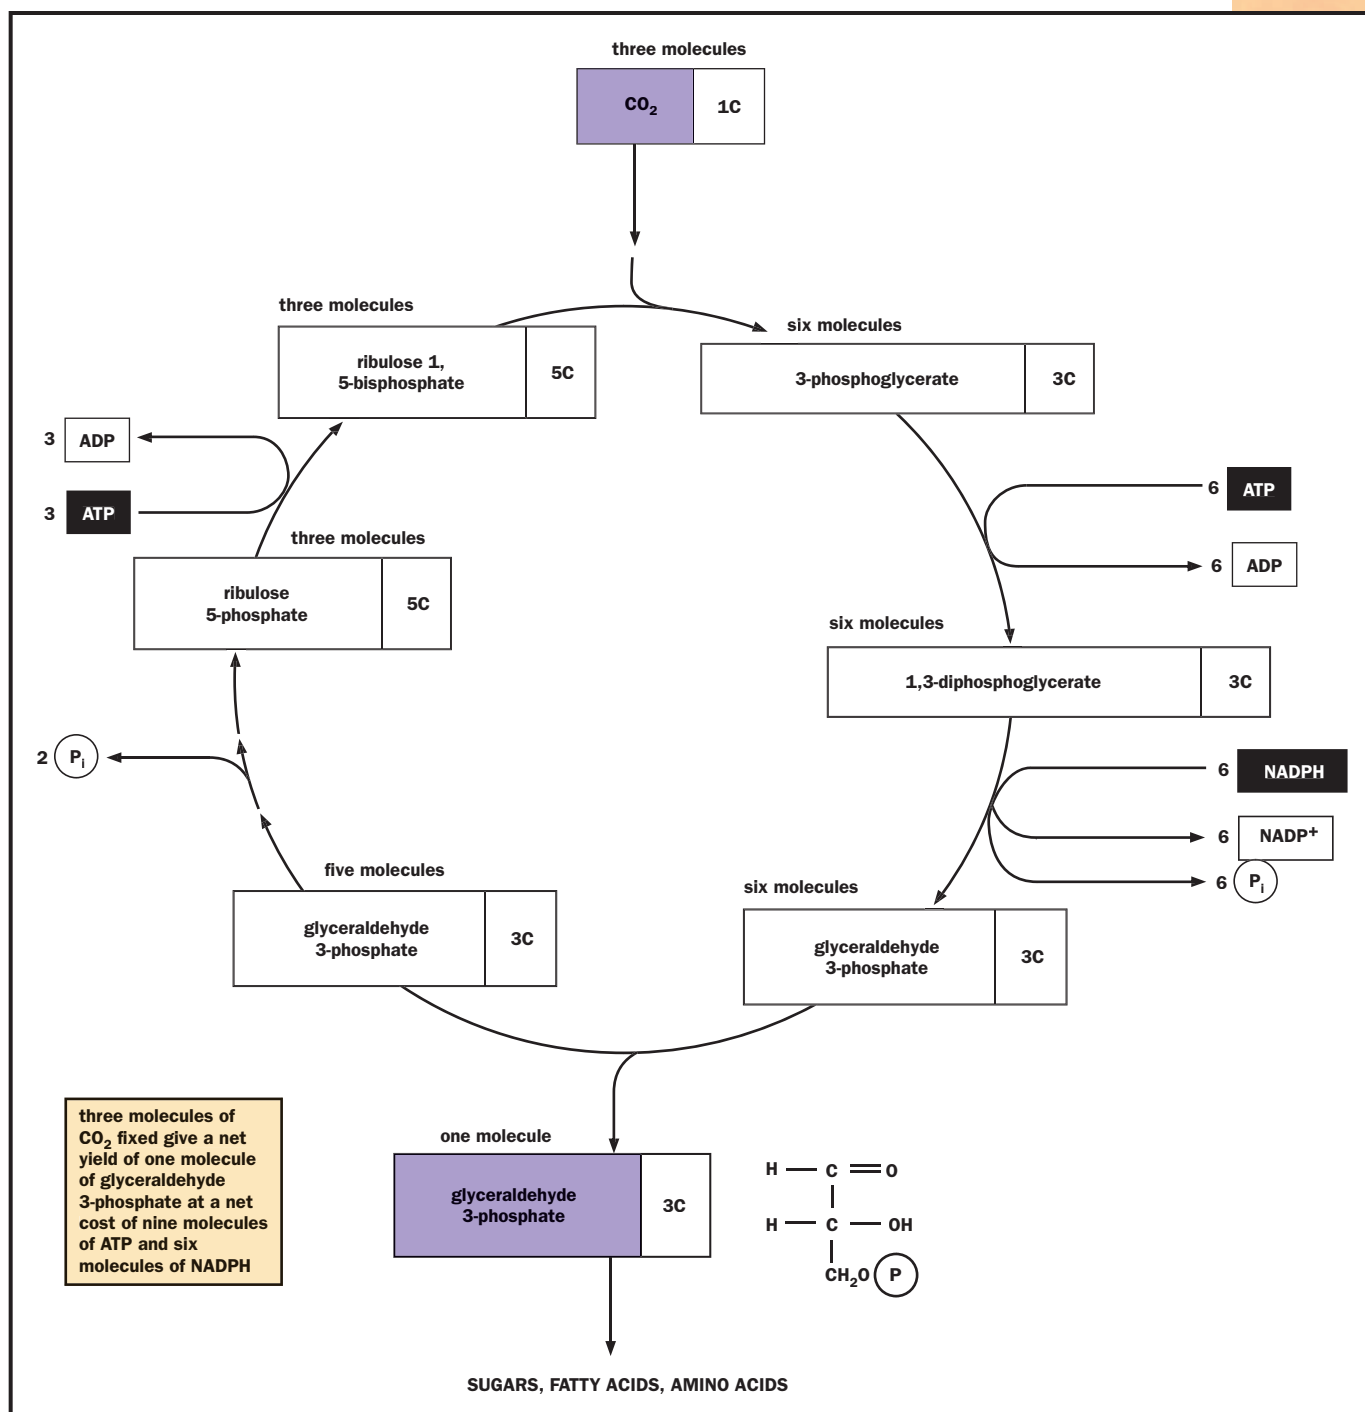 three molecules
CO2 1C
three molecules
ribulose 1,
5-bisphosphate
5C
six molecules
3-phosphoglycerate 3C
3 ADP
3 ATP
6 ATP
6 ADP
three molecules
ribulose
5-phosphate
5C
six molecules
1,3-diphosphoglycerate 3C
2 Pi
6 NADPH
6 NADP+
6 Pi
five molecules
glyceraldehyde
3-phosphate
3C
six molecules
glyceraldehyde
3-phosphate
3C
three molecules of
CO2 fixed give a net
yield of one molecule
of glyceraldehyde
3-phosphate at a net
cost of nine molecules
of ATP and six
molecules of NADPH
one molecule
glyceraldehyde
3-phosphate
3C
H C O
H C OH
CH2O P
SUGARS, FATTY ACIDS, AMINO ACIDS